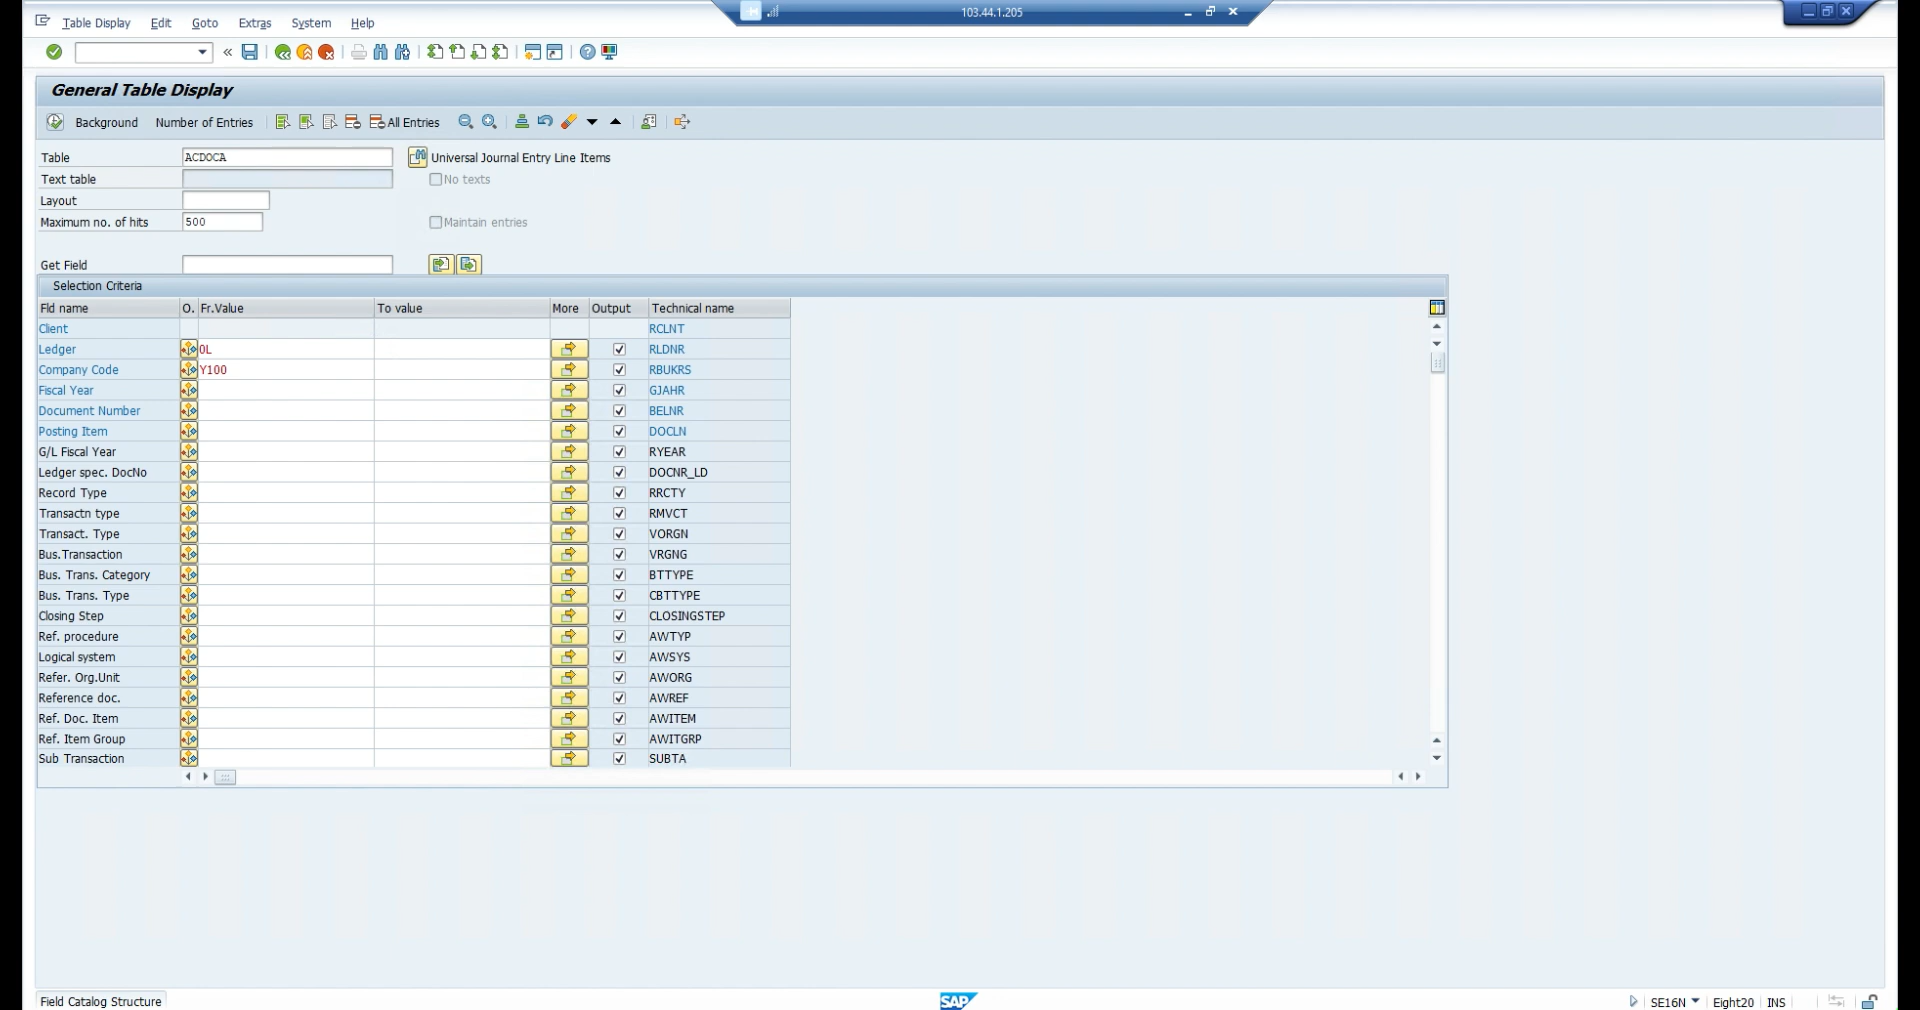 103.44.1.205
Table Display Edit Goto Extras System Help
General Table Display
Background Number of Entries All Entries
Table ACDOCA Universal Journal Entry Line Items
Text table No texts
Layout
Maximum no. of hits 500 Maintain entries
Get Field
Selection Criteria
Fld name O. Fr.Value To value More Output Technical name
Client RCLNT
Ledger 0L RLDNR
Company Code Y100 RBUKRS
Fiscal Year GJAHR
Document Number BELNR
Posting Item DOCLN
G/L Fiscal Year RYEAR
Ledger spec. DocNo DOCNR_LD
Record Type RRCTY
Transactn type RMVCT
Transact. Type VORGN
Bus.Transaction VRGNG
Bus. Trans. Category BTTYPE
Bus. Trans. Type CBTTYPE
Closing Step CLOSINGSTEP
Ref. procedure AWTYP
Logical system AWSYS
Refer. Org.Unit AWORG
Reference doc. AWREF
Ref. Doc. Item AWITEM
Ref. Item Group AWITGRP
Sub Transaction SUBTA
Field Catalog Structure SAP SE16N Eight20 INS